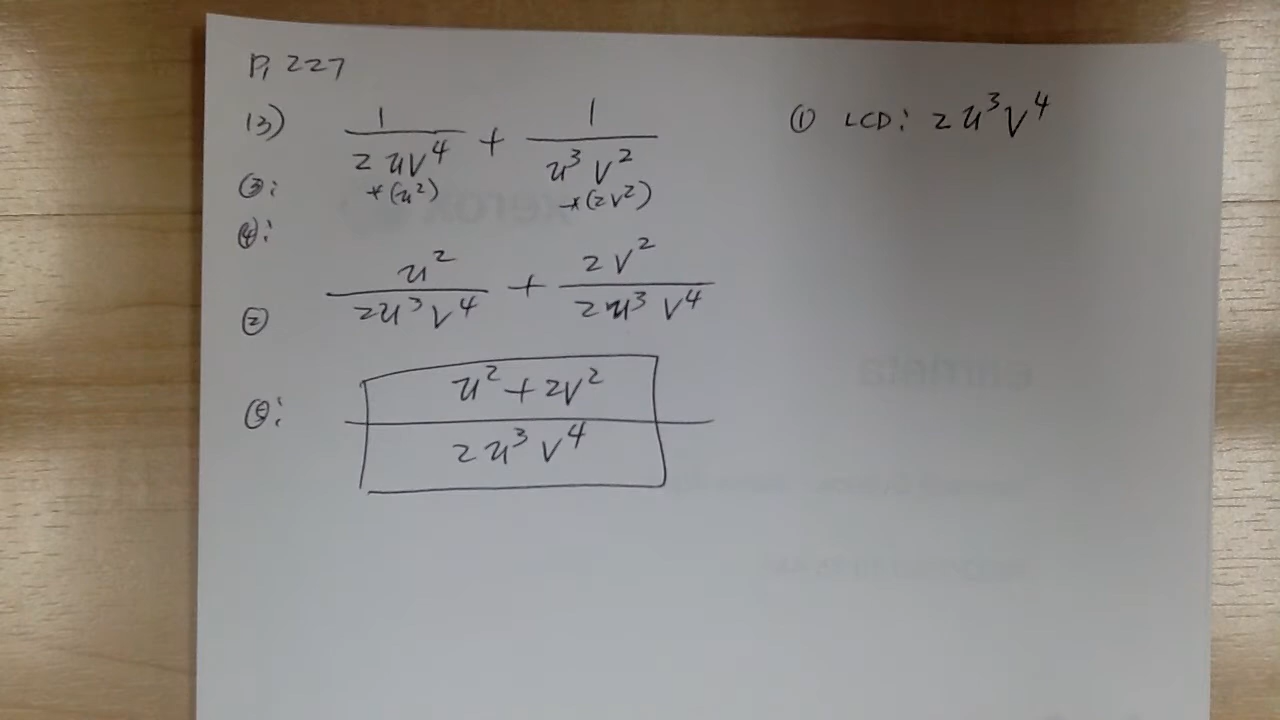 P. 227
13) 1/(2uv⁴) + 1/(u³v²)
① LCD: 2u³v⁴
③: *(u²) *(2v²)
④:
② u²/(2u³v⁴) + 2v²/(2u³v⁴)
⑤: (u²+2v²)/(2u³v⁴)
xerox